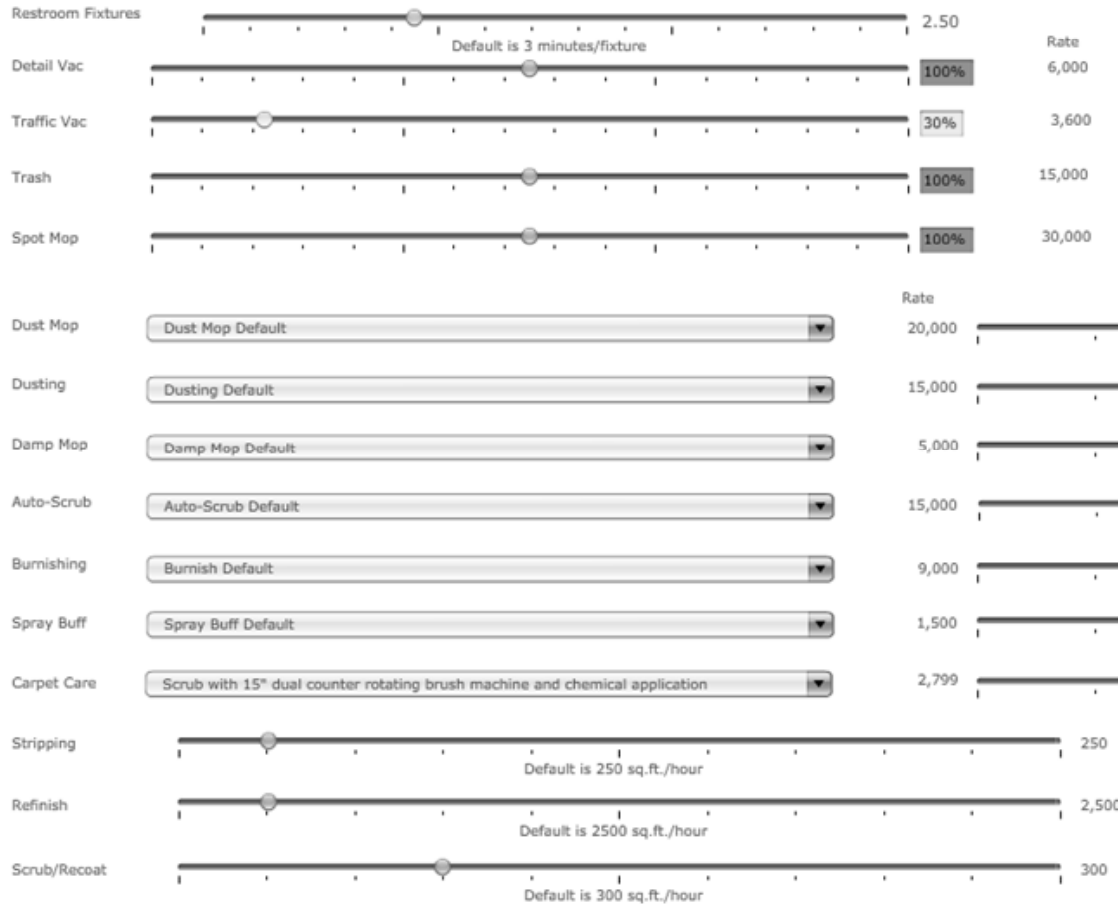 Restroom Fixtures 2.50
Default is 3 minutes/fixture
Rate
Detail Vac 100% 6,000
Traffic Vac 30% 3,600
Trash 100% 15,000
Spot Mop 100% 30,000
Rate
Dust Mop Dust Mop Default 20,000
Dusting Dusting Default 15,000
Damp Mop Damp Mop Default 5,000
Auto-Scrub Auto-Scrub Default 15,000
Burnishing Burnish Default 9,000
Spray Buff Spray Buff Default 1,500
Carpet Care Scrub with 15" dual counter rotating brush machine and chemical application 2,799
Stripping 250
Default is 250 sq.ft./hour
Refinish 2,500
Default is 2500 sq.ft./hour
Scrub/Recoat 300
Default is 300 sq.ft./hour